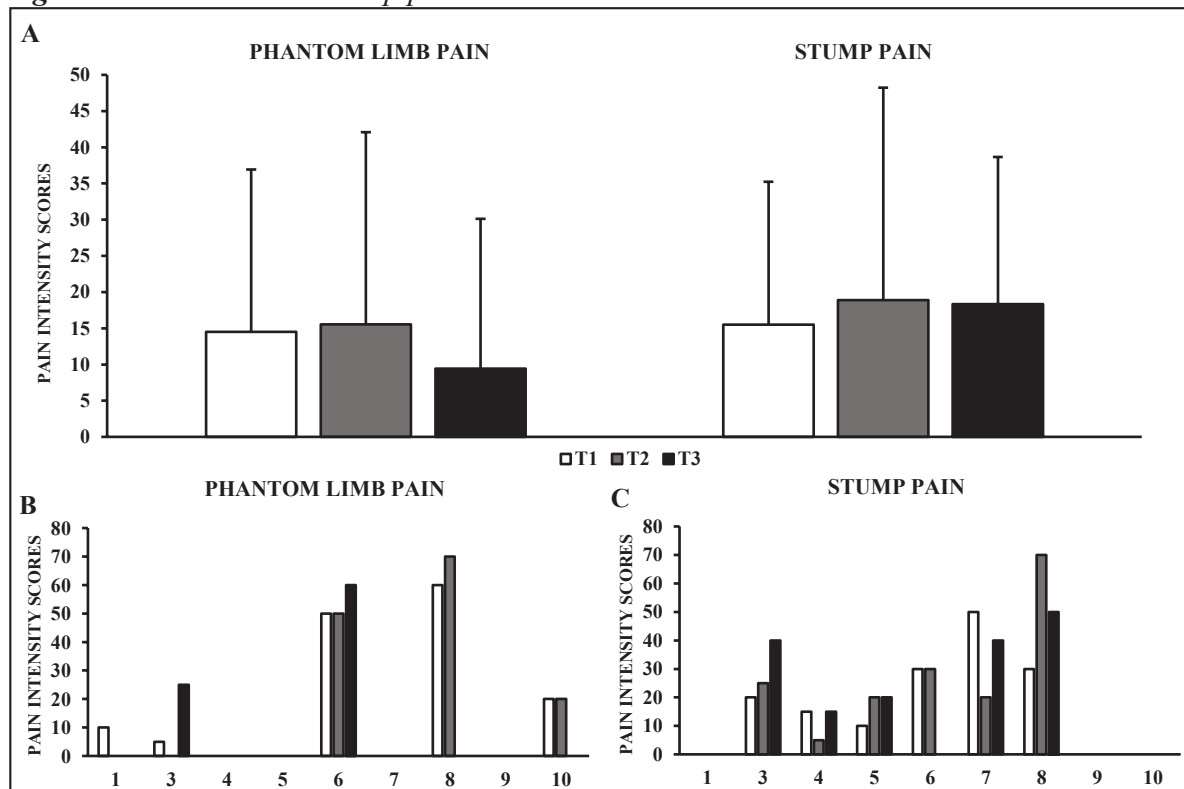 A
PHANTOM LIMB PAIN
STUMP PAIN
PAIN INTENSITY SCORES
50
45
40
35
30
25
20
15
10
5
0
T1 T2 T3
B
PHANTOM LIMB PAIN
PAIN INTENSITY SCORES
80
70
60
50
40
30
20
10
0
1 3 4 5 6 7 8 9 10
C
STUMP PAIN
PAIN INTENSITY SCORES
80
70
60
50
40
30
20
10
0
1 3 4 5 6 7 8 9 10